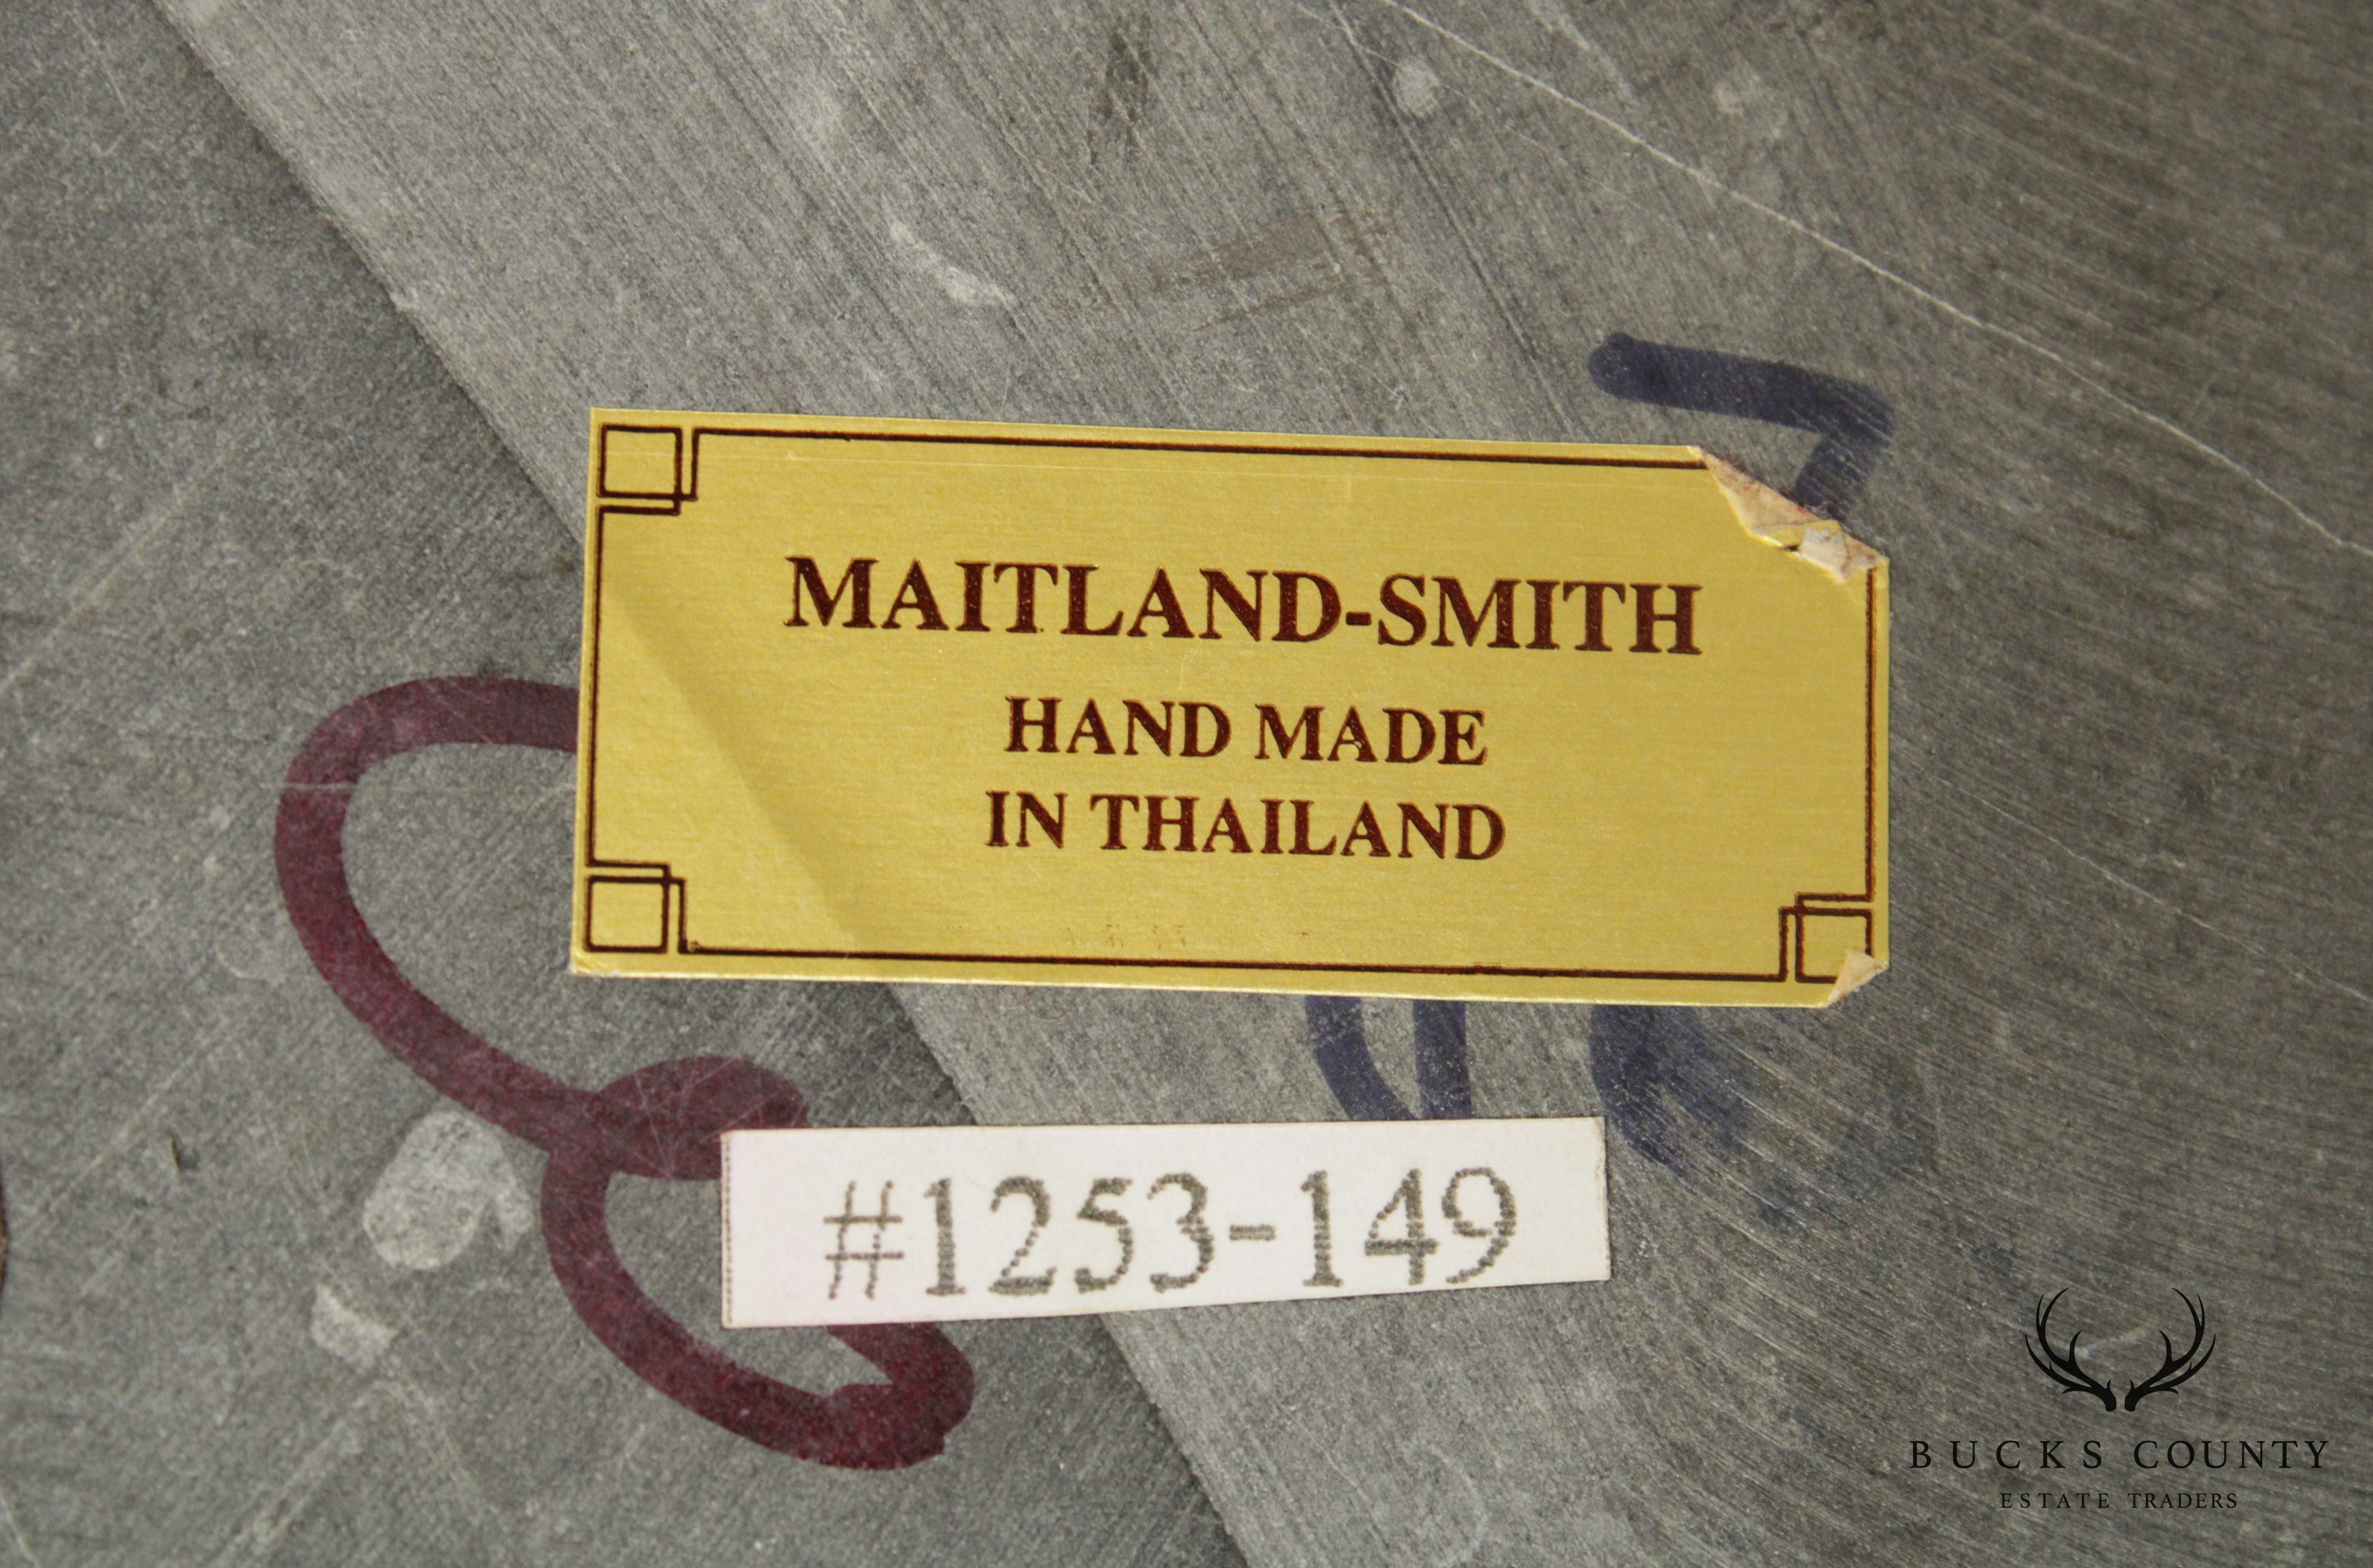 MAITLAND-SMITH
HAND MADE
IN THAILAND
#1253-149
BUCKS COUNTY
ESTATE TRADERS